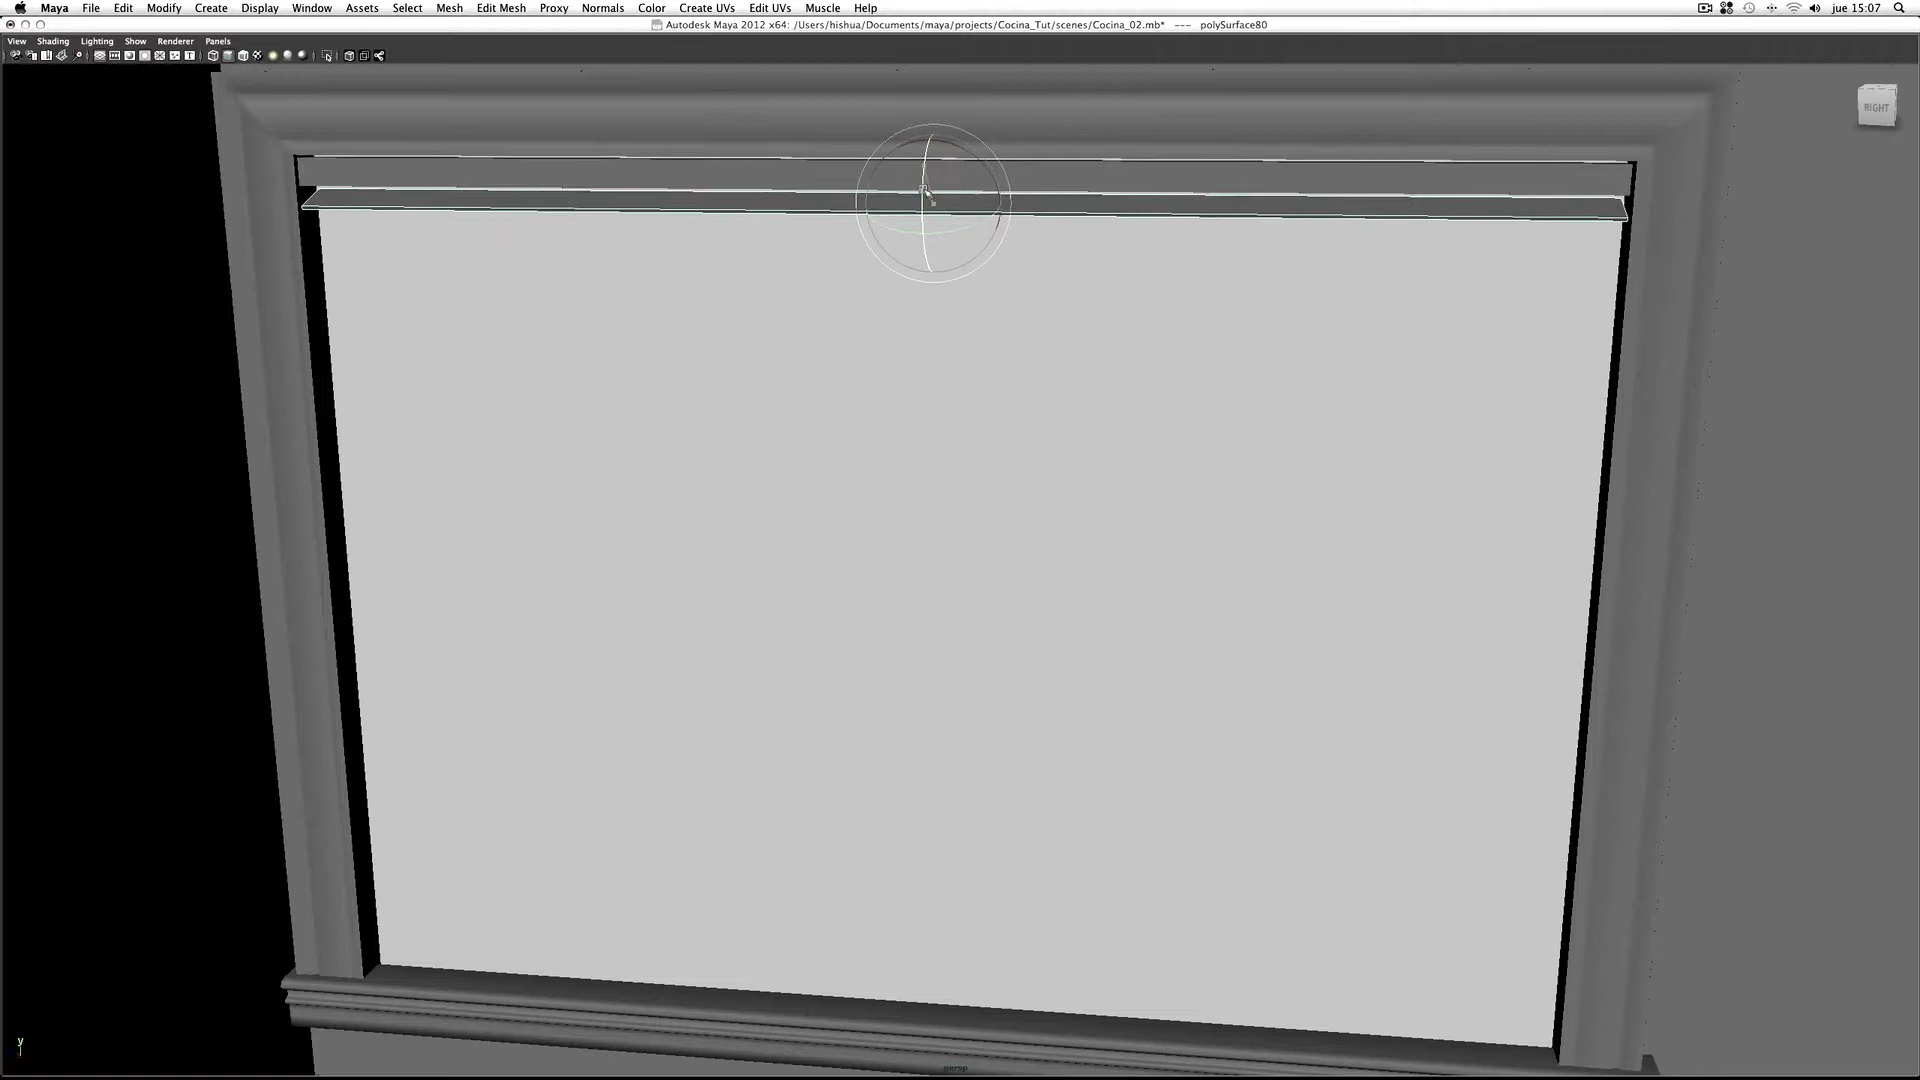 Maya File Edit Modify Create Display Window Assets Select Mesh Edit Mesh Proxy Normals Color Create UVs Edit UVs Muscle Help jue 15:07
Autodesk Maya 2012 x64: /Users/hishua/Documents/maya/projects/Cocina_Tut/scenes/Cocina_02.mb* --- polySurface80
View Shading Lighting Show Renderer Panels
RIGHT
y
persp